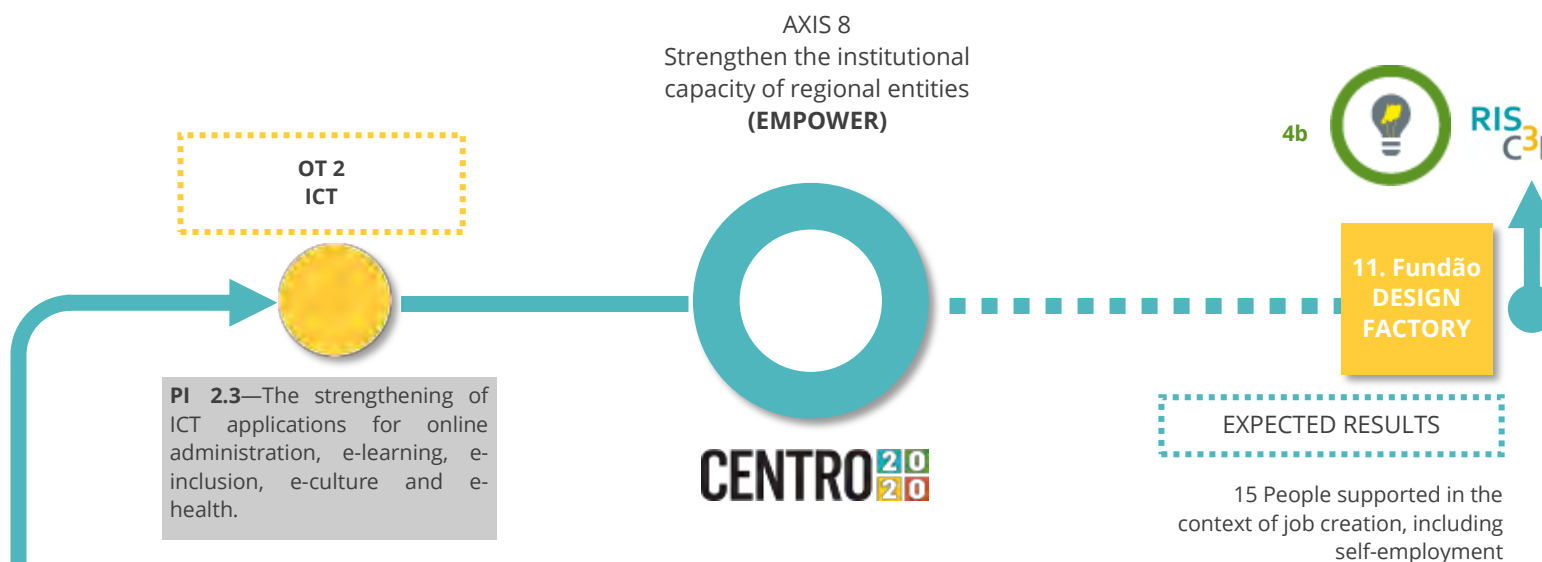 AXIS 8
Strengthen the institutional
capacity of regional entities
(EMPOWER)
OT 2
ICT
PI 2.3—The strengthening of
ICT applications for online
administration, e-learning, e-
inclusion, e-culture and e-
health.
CENTRO 20
20
4b
RIS
C3
11. Fundão
DESIGN
FACTORY
EXPECTED RESULTS
15 People supported in the
context of job creation, including
self-employment